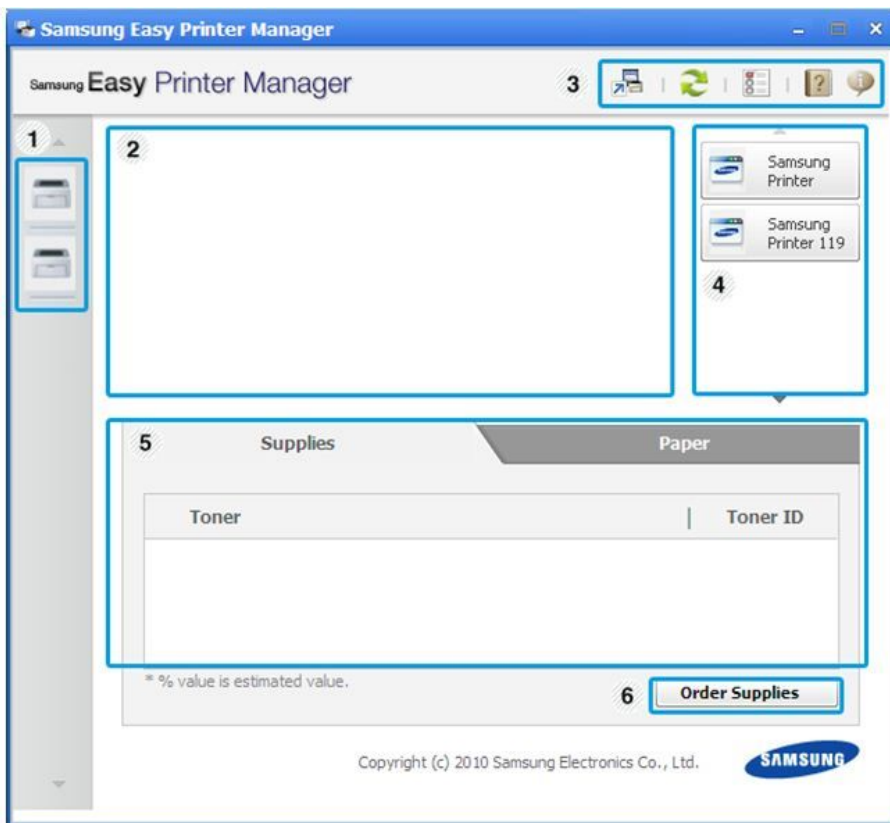 Samsung Easy Printer Manager
Samsung Easy Printer Manager
3
1
2
Samsung
Printer
Samsung
Printer 119
4
5
Supplies
Paper
Toner
Toner ID
* % value is estimated value.
6
Order Supplies
Copyright (c) 2010 Samsung Electronics Co., Ltd.
SAMSUNG